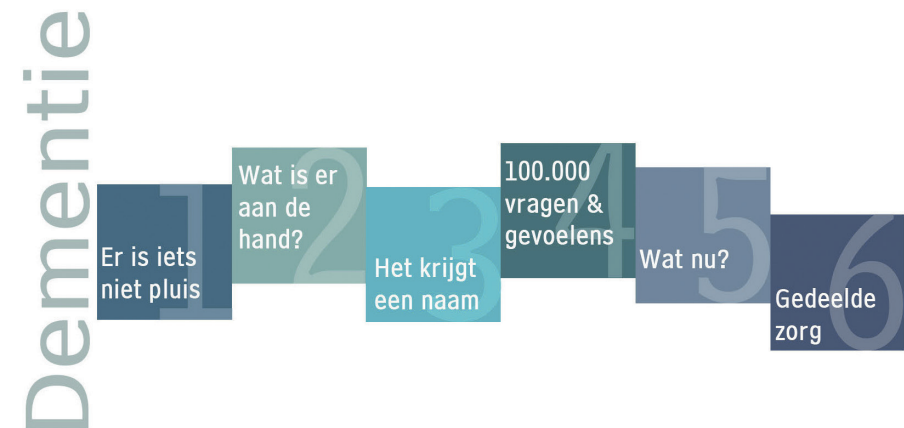 Dementie
1
Er is iets
niet pluis
2
Wat is er
aan de
hand?
3
Het krijgt
een naam
4
100.000
vragen &
gevoelens
5
Wat nu?
6
Gedeelde
zorg